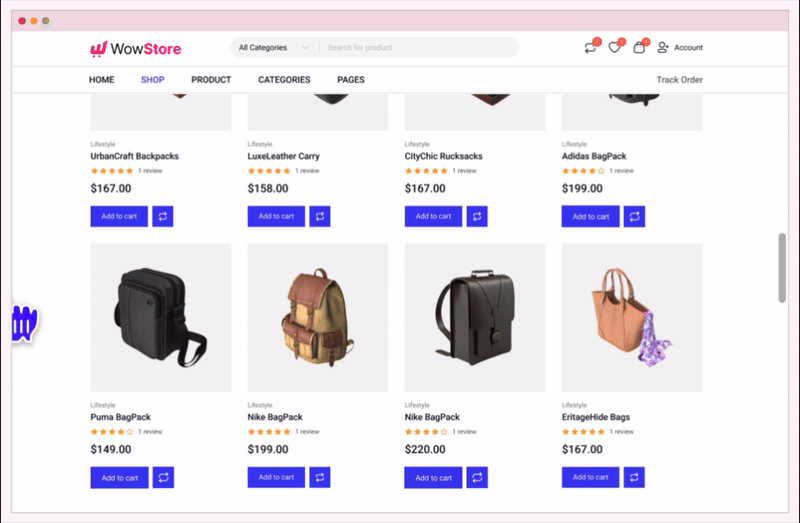 WowStore
All Categories
Search for product
1
1
1
Account
HOME
SHOP
PRODUCT
CATEGORIES
PAGES
Track Order
Lifestyle
Lifestyle
Lifestyle
Lifestyle
UrbanCraft Backpacks
LuxeLeather Carry
CityChic Rucksacks
Adidas BagPack
1 review
1 review
1 review
1 review
$167.00
$158.00
$167.00
$199.00
Add to cart
Add to cart
Add to cart
Add to cart
Lifestyle
Lifestyle
Lifestyle
Lifestyle
Puma BagPack
Nike BagPack
Nike BagPack
EritageHide Bags
1 review
1 review
1 review
1 review
$149.00
$199.00
$220.00
$167.00
Add to cart
Add to cart
Add to cart
Add to cart